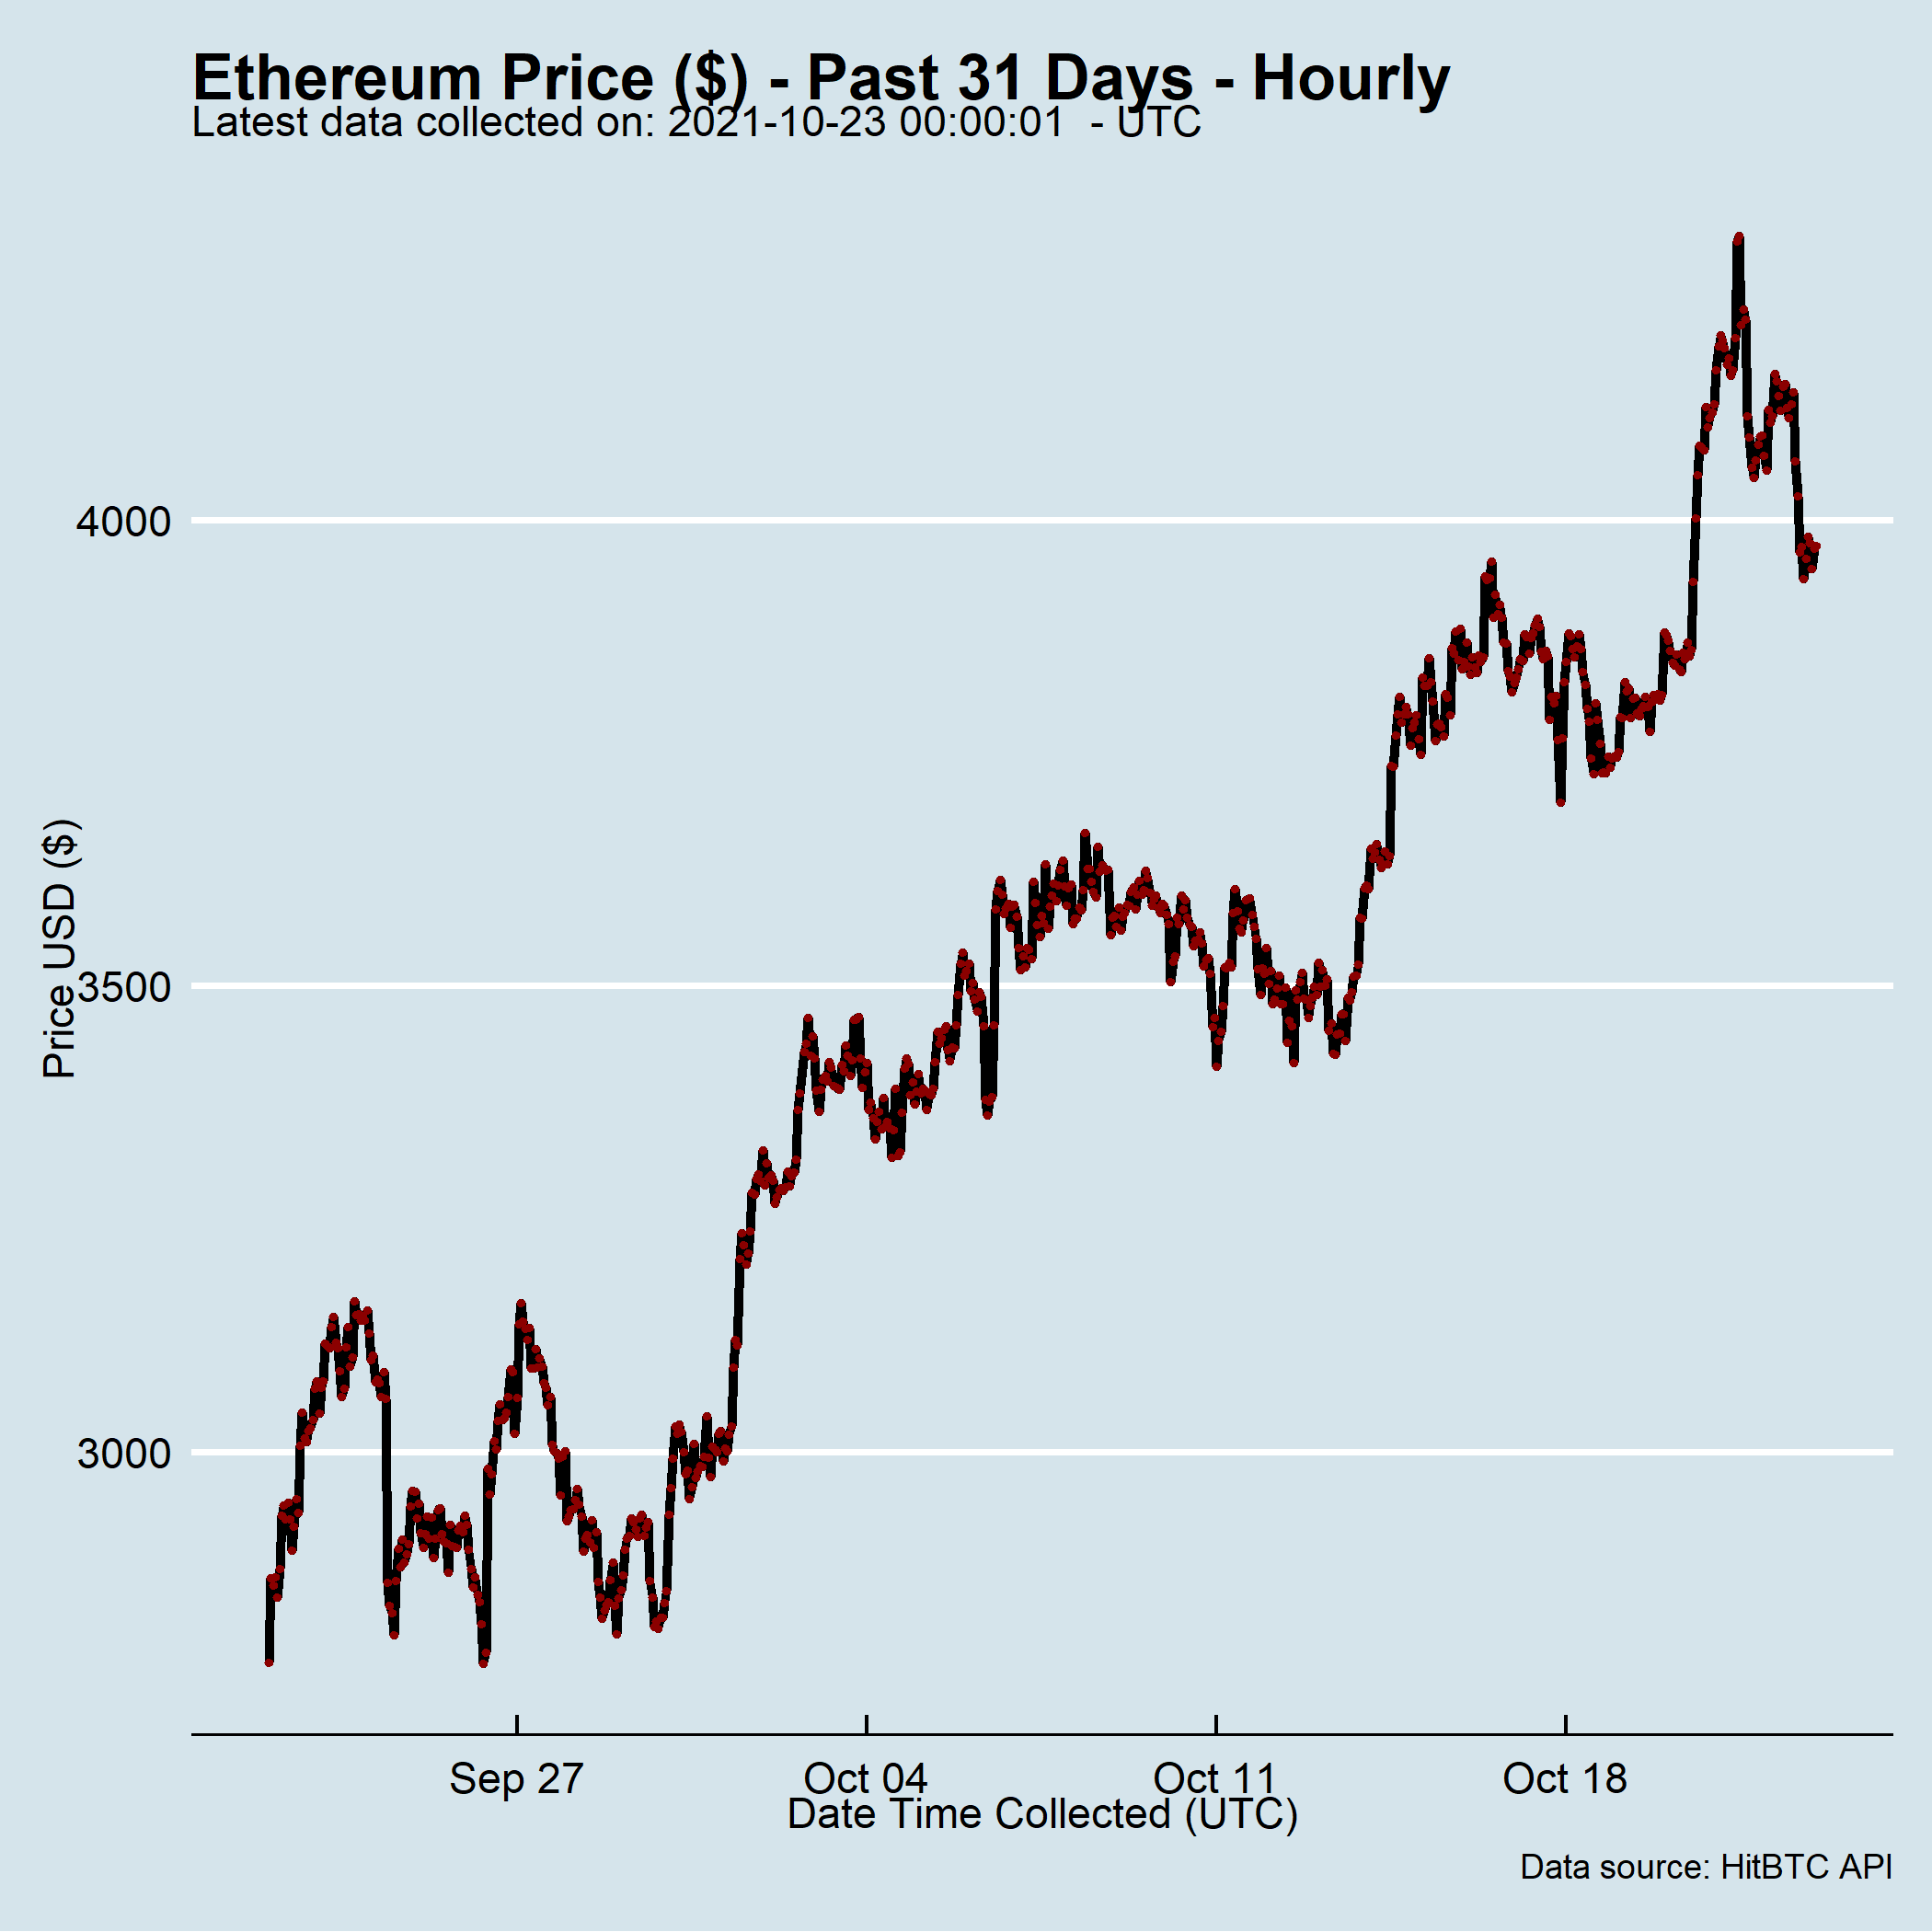 Ethereum Price ($) - Past 31 Days - Hourly
Latest data collected on: 2021-10-23 00:00:01  - UTC
Price USD ($)
4000
3500
3000
Sep 27 Oct 04 Oct 11 Oct 18
Date Time Collected (UTC)
Data source: HitBTC API